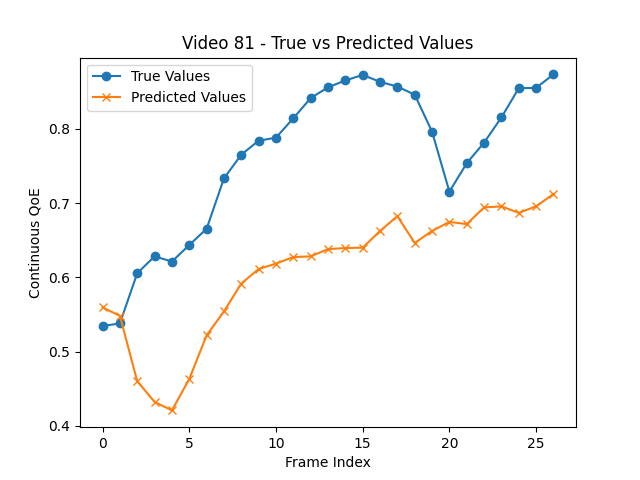 Video 81 - True vs Predicted Values
True Values
Predicted Values
Continuous QoE
0.8
0.7
0.6
0.5
0.4
0 5 10 15 20 25
Frame Index